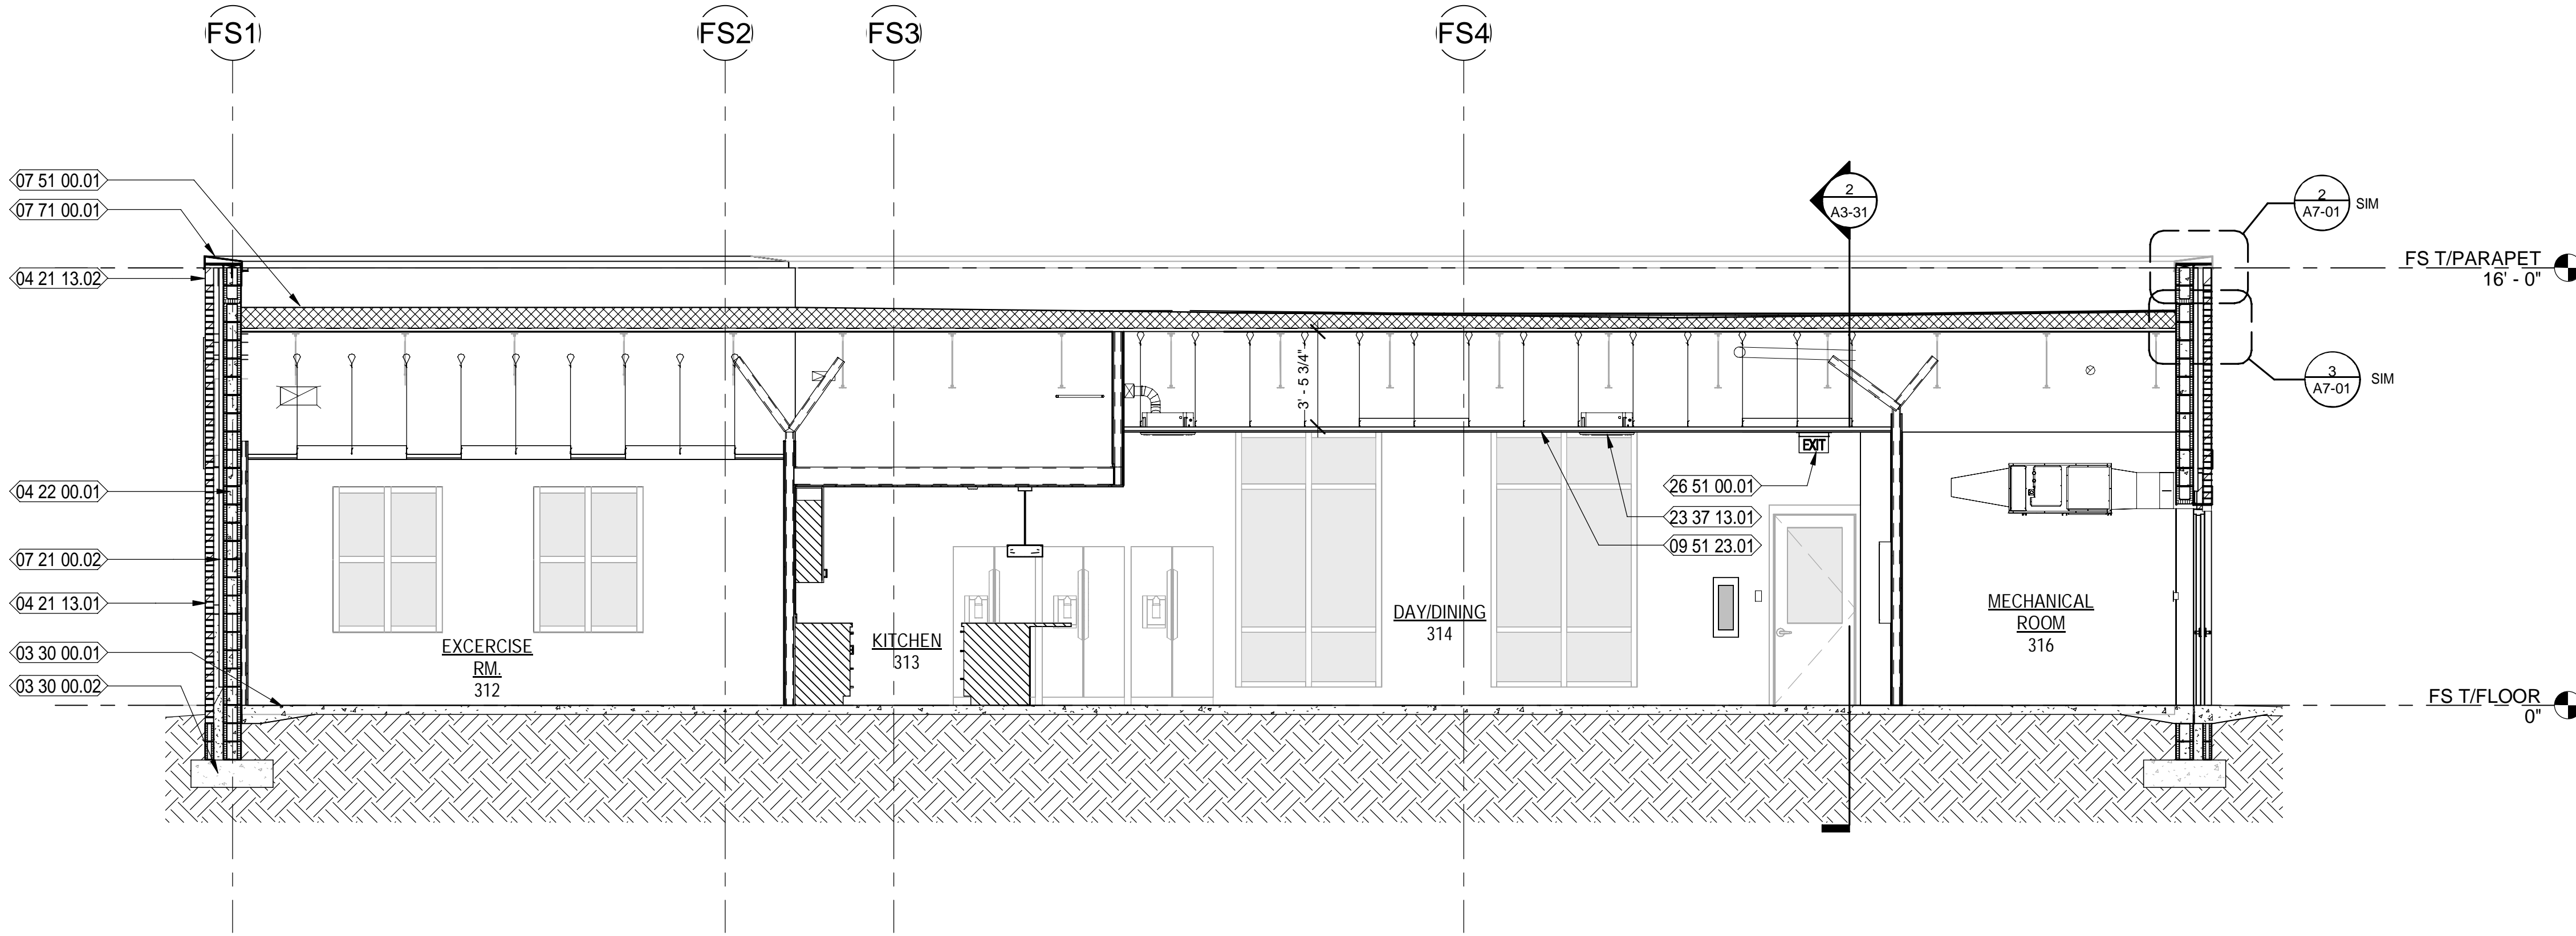 FS1
FS2
FS3
FS4
07 51 00.01
07 71 00.01
04 21 13.02
04 22 00.01
07 21 00.02
04 21 13.01
03 30 00.01
03 30 00.02
2
A3-31
2
A7-01
SIM
FS T/PARAPET
16' - 0"
3
A7-01
SIM
3' - 5 3/4"
EXIT
26 51 00.01
23 37 13.01
09 51 23.01
EXCERCISE
RM.
312
KITCHEN
313
DAY/DINING
314
MECHANICAL
ROOM
316
FS T/FLOOR
0"